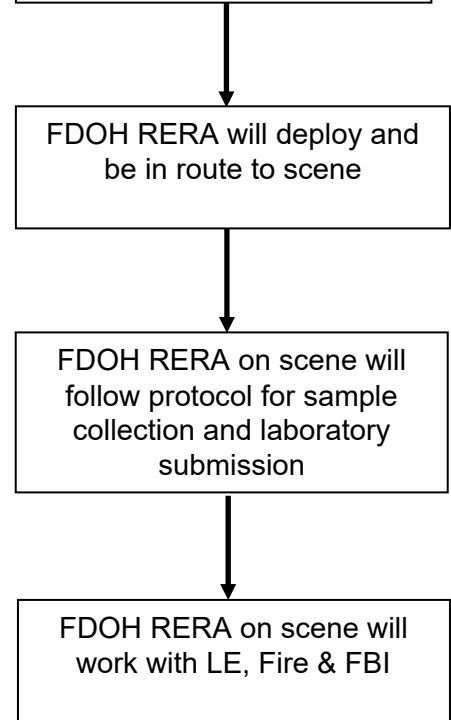 FDOH RERA will deploy and
be in route to scene
FDOH RERA on scene will
follow protocol for sample
collection and laboratory
submission
FDOH RERA on scene will
work with LE, Fire & FBI